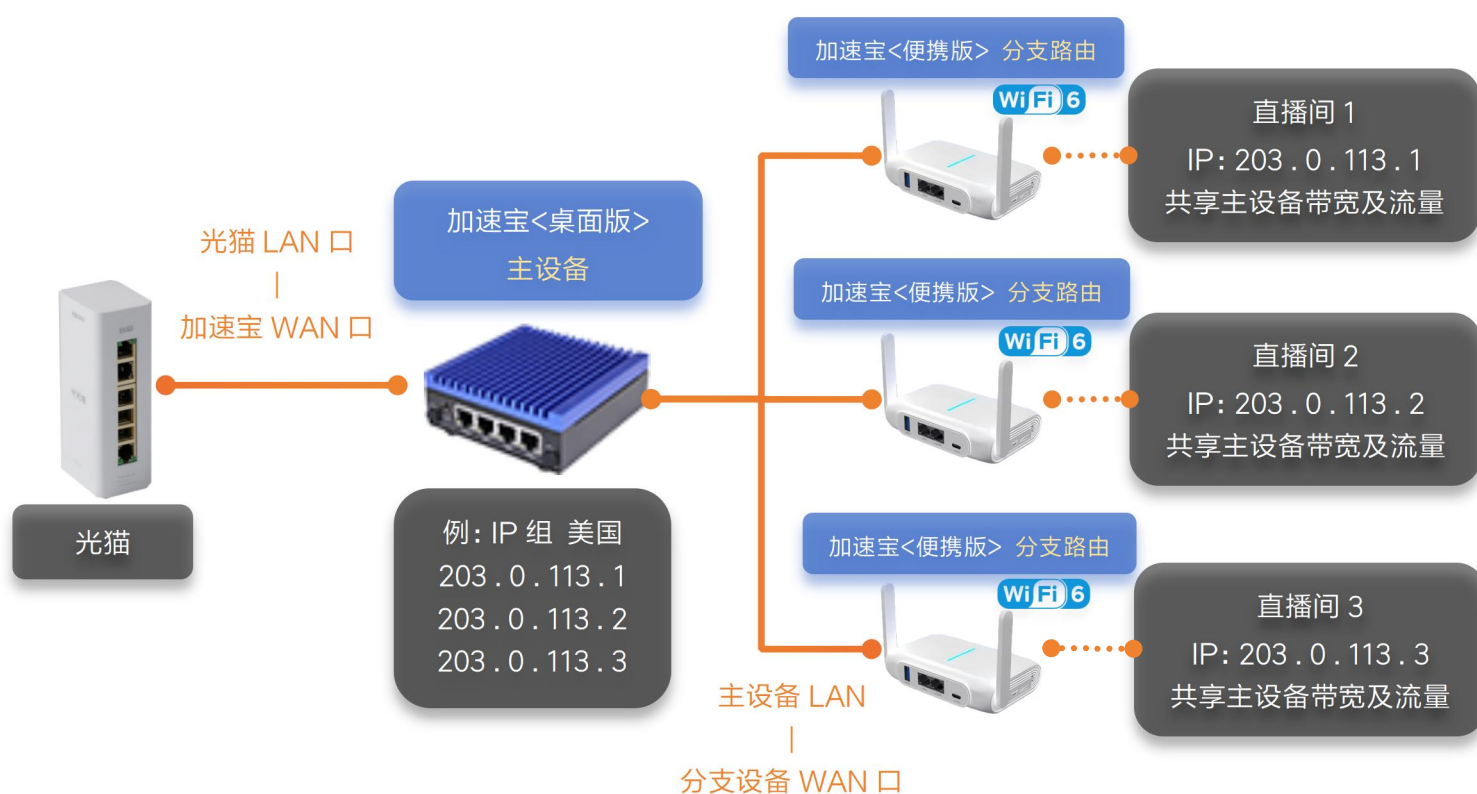 加速宝<便携版> 分支路由
WiFi 6
直播间 1
IP: 203 . 0 . 113 . 1
共享主设备带宽及流量
加速宝<桌面版>
主设备
光猫 LAN 口
|
加速宝 WAN 口
加速宝<便携版> 分支路由
WiFi 6
直播间 2
IP: 203 . 0 . 113 . 2
共享主设备带宽及流量
光猫
例: IP 组 美国
203 . 0 . 113 . 1
203 . 0 . 113 . 2
203 . 0 . 113 . 3
加速宝<便携版> 分支路由
WiFi 6
直播间 3
IP: 203 . 0 . 113 . 3
共享主设备带宽及流量
主设备 LAN
|
分支设备 WAN 口